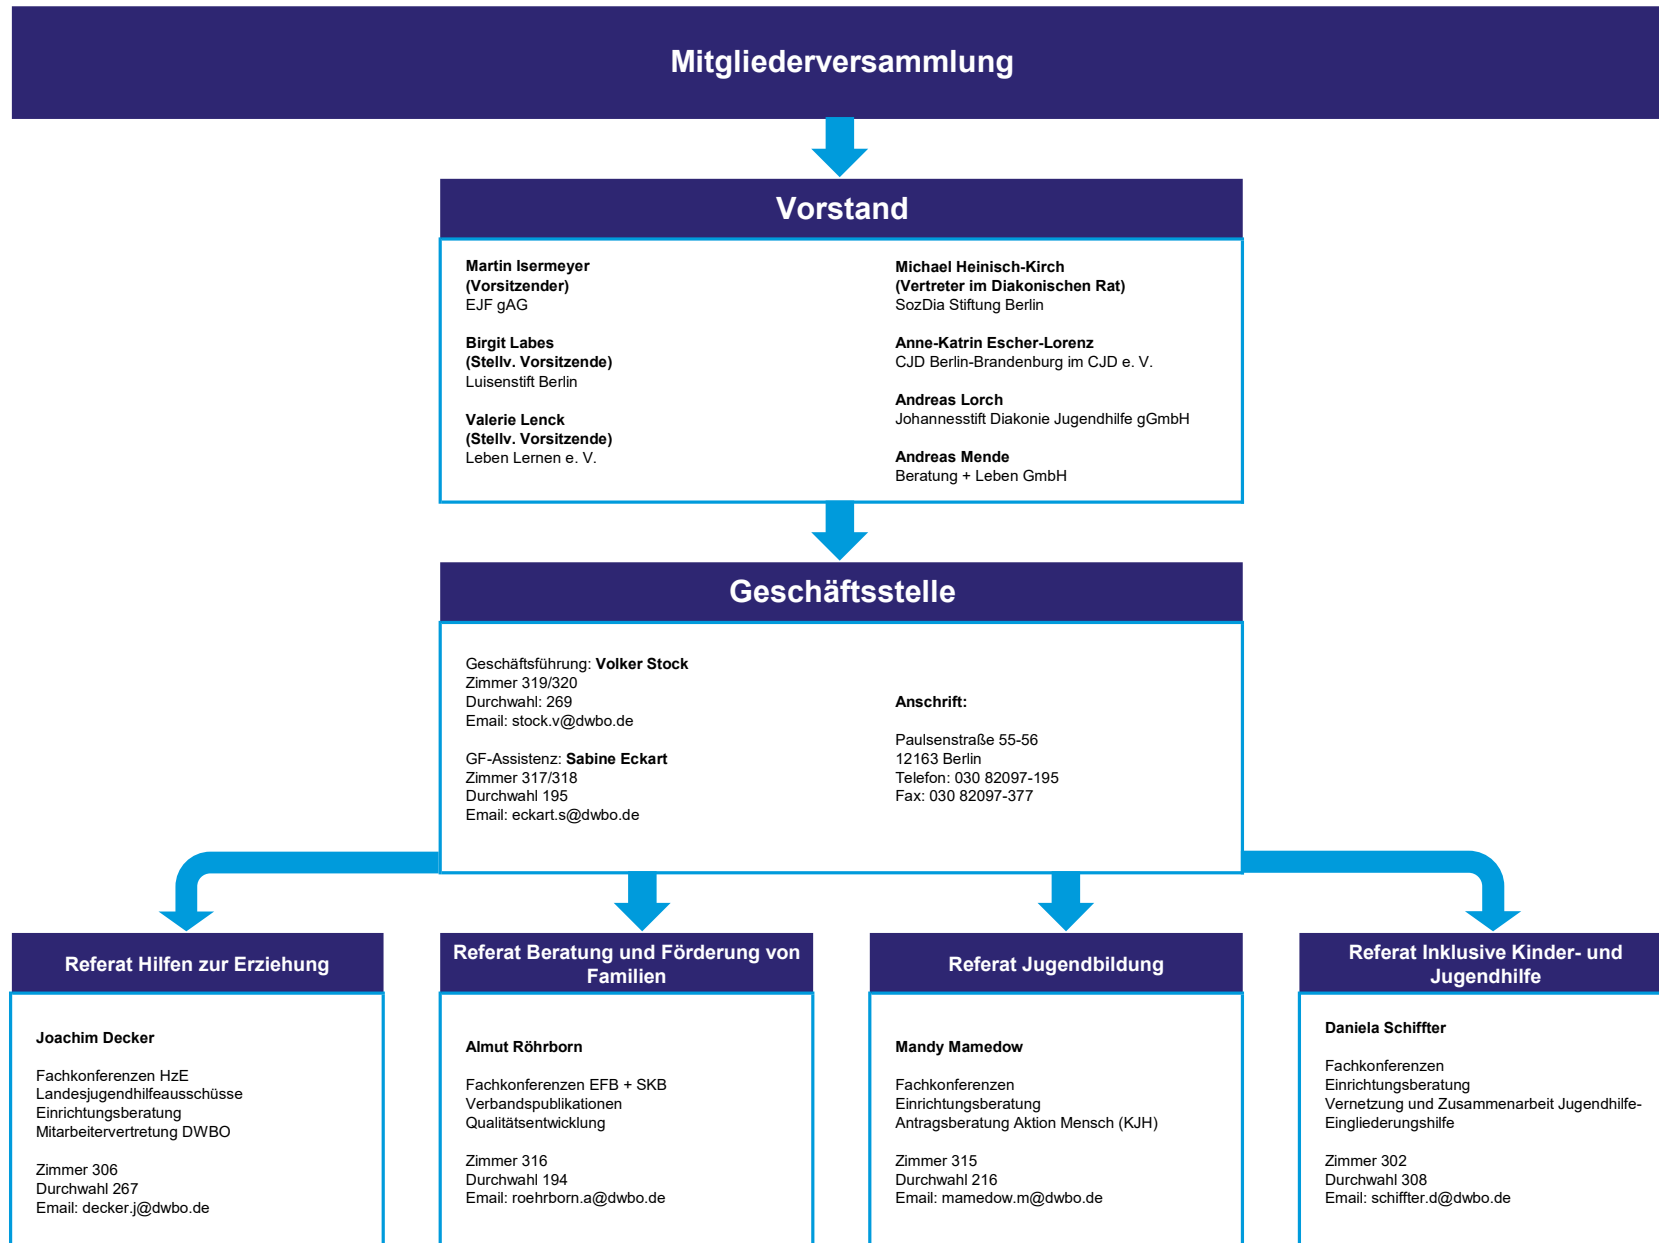 Mitgliederversammlung
Vorstand
Martin Isermeyer
(Vorsitzender)
EJF gAG
Birgit Labes
(Stellv. Vorsitzende)
Luisenstift Berlin
Valerie Lenck
(Stellv. Vorsitzende)
Leben Lernen e. V.
Michael Heinisch-Kirch
(Vertreter im Diakonischen Rat)
SozDia Stiftung Berlin
Anne-Katrin Escher-Lorenz
CJD Berlin-Brandenburg im CJD e. V.
Andreas Lorch
Johannesstift Diakonie Jugendhilfe gGmbH
Andreas Mende
Beratung + Leben GmbH
Geschäftsstelle
Geschäftsführung: Volker Stock
Zimmer 319/320
Durchwahl: 269
Email: stock.v@dwbo.de
GF-Assistenz: Sabine Eckart
Zimmer 317/318
Durchwahl 195
Email: eckart.s@dwbo.de
Anschrift:
Paulsenstraße 55-56
12163 Berlin
Telefon: 030 82097-195
Fax: 030 82097-377
Referat Hilfen zur Erziehung
Joachim Decker
Fachkonferenzen HzE
Landesjugendhilfeausschüsse
Einrichtungsberatung
Mitarbeitervertretung DWBO
Zimmer 306
Durchwahl 267
Email: decker.j@dwbo.de
Referat Beratung und Förderung von
Familien
Almut Röhrborn
Fachkonferenzen EFB + SKB
Verbandspublikationen
Qualitätsentwicklung
Zimmer 316
Durchwahl 194
Email: roehrborn.a@dwbo.de
Referat Jugendbildung
Mandy Mamedow
Fachkonferenzen
Einrichtungsberatung
Antragsberatung Aktion Mensch (KJH)
Zimmer 315
Durchwahl 216
Email: mamedow.m@dwbo.de
Referat Inklusive Kinder- und
Jugendhilfe
Daniela Schiffter
Fachkonferenzen
Einrichtungsberatung
Vernetzung und Zusammenarbeit Jugendhilfe-
Eingliederungshilfe
Zimmer 302
Durchwahl 308
Email: schiffter.d@dwbo.de